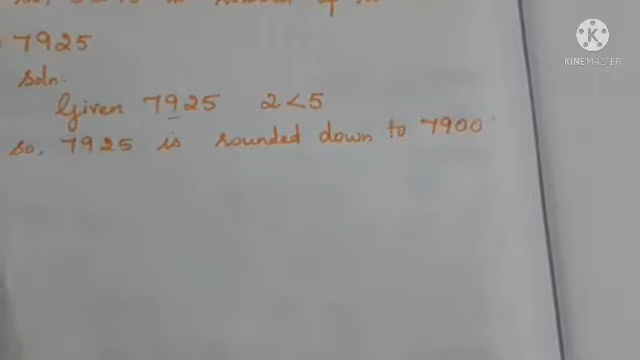 7925
Soln:
Given 7925 2<5
so, 7925 is rounded down to 7900
KINEMASTER